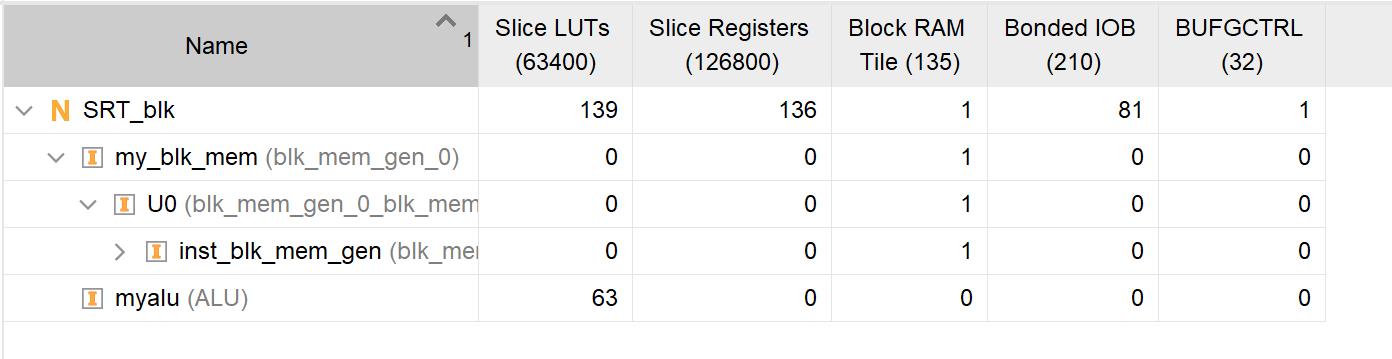 Name 1 Slice LUTs (63400) Slice Registers (126800) Block RAM Tile (135) Bonded IOB (210) BUFGCTRL (32)
N SRT_blk 139 136 1 81 1
I my_blk_mem (blk_mem_gen_0) 0 0 1 0 0
I U0 (blk_mem_gen_0_blk_mem 0 0 1 0 0
I inst_blk_mem_gen (blk_mer 0 0 1 0 0
I myalu (ALU) 63 0 0 0 0